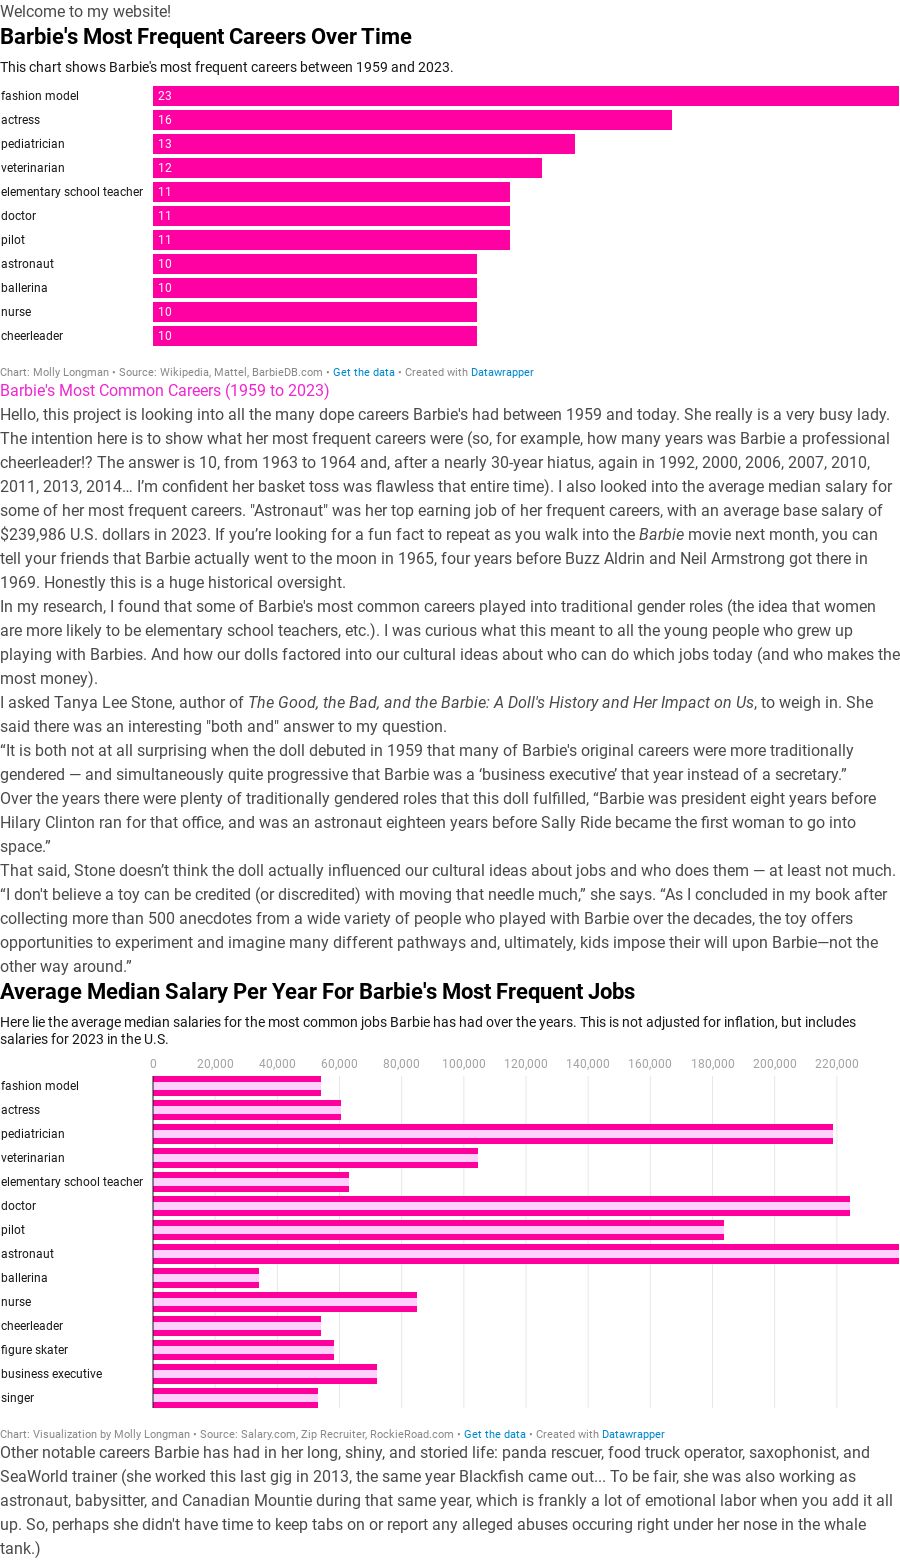 Welcome to my website!
Barbie's Most Frequent Careers Over Time
This chart shows Barbie's most frequent careers between 1959 and 2023.
fashion model 23
actress 16
pediatrician 13
veterinarian 12
elementary school teacher 11
doctor 11
pilot 11
astronaut 10
ballerina 10
nurse 10
cheerleader 10
Chart: Molly Longman • Source: Wikipedia, Mattel, BarbieDB.com • Get the data • Created with Datawrapper
Barbie's Most Common Careers (1959 to 2023)
Hello, this project is looking into all the many dope careers Barbie's had between 1959 and today. She really is a very busy lady.
The intention here is to show what her most frequent careers were (so, for example, how many years was Barbie a professional
cheerleader!? The answer is 10, from 1963 to 1964 and, after a nearly 30-year hiatus, again in 1992, 2000, 2006, 2007, 2010,
2011, 2013, 2014… I’m confident her basket toss was flawless that entire time). I also looked into the average median salary for
some of her most frequent careers. "Astronaut" was her top earning job of her frequent careers, with an average base salary of
$239,986 U.S. dollars in 2023. If you’re looking for a fun fact to repeat as you walk into the Barbie movie next month, you can
tell your friends that Barbie actually went to the moon in 1965, four years before Buzz Aldrin and Neil Armstrong got there in
1969. Honestly this is a huge historical oversight.
In my research, I found that some of Barbie's most common careers played into traditional gender roles (the idea that women
are more likely to be elementary school teachers, etc.). I was curious what this meant to all the young people who grew up
playing with Barbies. And how our dolls factored into our cultural ideas about who can do which jobs today (and who makes the
most money).
I asked Tanya Lee Stone, author of The Good, the Bad, and the Barbie: A Doll's History and Her Impact on Us, to weigh in. She
said there was an interesting "both and" answer to my question.
“It is both not at all surprising when the doll debuted in 1959 that many of Barbie's original careers were more traditionally
gendered — and simultaneously quite progressive that Barbie was a ‘business executive’ that year instead of a secretary.”
Over the years there were plenty of traditionally gendered roles that this doll fulfilled, “Barbie was president eight years before
Hilary Clinton ran for that office, and was an astronaut eighteen years before Sally Ride became the first woman to go into
space.”
That said, Stone doesn’t think the doll actually influenced our cultural ideas about jobs and who does them — at least not much.
“I don't believe a toy can be credited (or discredited) with moving that needle much,” she says. “As I concluded in my book after
collecting more than 500 anecdotes from a wide variety of people who played with Barbie over the decades, the toy offers
opportunities to experiment and imagine many different pathways and, ultimately, kids impose their will upon Barbie—not the
other way around.”
Average Median Salary Per Year For Barbie's Most Frequent Jobs
Here lie the average median salaries for the most common jobs Barbie has had over the years. This is not adjusted for inflation, but includes
salaries for 2023 in the U.S.
0 20,000 40,000 60,000 80,000 100,000 120,000 140,000 160,000 180,000 200,000 220,000
fashion model
actress
pediatrician
veterinarian
elementary school teacher
doctor
pilot
astronaut
ballerina
nurse
cheerleader
figure skater
business executive
singer
Chart: Visualization by Molly Longman • Source: Salary.com, Zip Recruiter, RockieRoad.com • Get the data • Created with Datawrapper
Other notable careers Barbie has had in her long, shiny, and storied life: panda rescuer, food truck operator, saxophonist, and
SeaWorld trainer (she worked this last gig in 2013, the same year Blackfish came out... To be fair, she was also working as
astronaut, babysitter, and Canadian Mountie during that same year, which is frankly a lot of emotional labor when you add it all
up. So, perhaps she didn't have time to keep tabs on or report any alleged abuses occuring right under her nose in the whale
tank.)